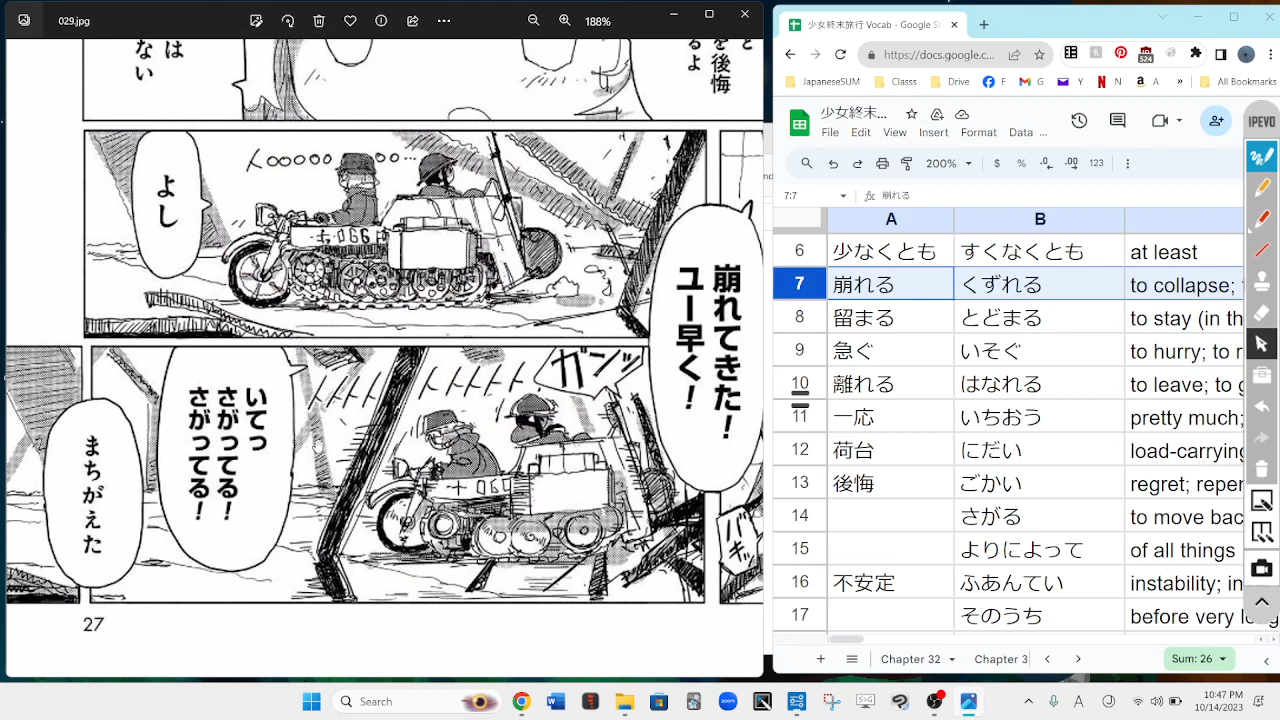 029.jpg
188%
は
ない
と
を後悔
るよ
よし
人○○○○○
○○…
キ066
崩れてきた！
ユー早く！
ガンッ
いてっ
さがってる！
さがってる！
まちがえた
バキッ
27
少女終末旅行 Vocab - Google S
https://docs.google.c...
JapaneseSUM
Classs
Drive
F
G
Y
N
a
»
All Bookmarks
少女終末...
File
Edit
View
Insert
Format
Data
...
IPEVO
200%
$
%
.0
.00
123
7:7
fx
崩れる
A
B
6
少なくとも
すくなくとも
at least
7
崩れる
くずれる
to collapse;
8
留まる
とどまる
to stay (in th
9
急ぐ
いそぐ
to hurry; to r
10
離れる
はなれる
to leave; to g
11
一応
いちおう
pretty much;
12
荷台
にだい
load-carrying
13
後悔
ごかい
regret; reper
14
さがる
to move bac
15
よりによって
of all things
16
不安定
ふあんてい
instability; in
17
そのうち
before very long
+
Chapter 32
Chapter 3
Sum: 26
Search
10:47 PM
10/14/2023